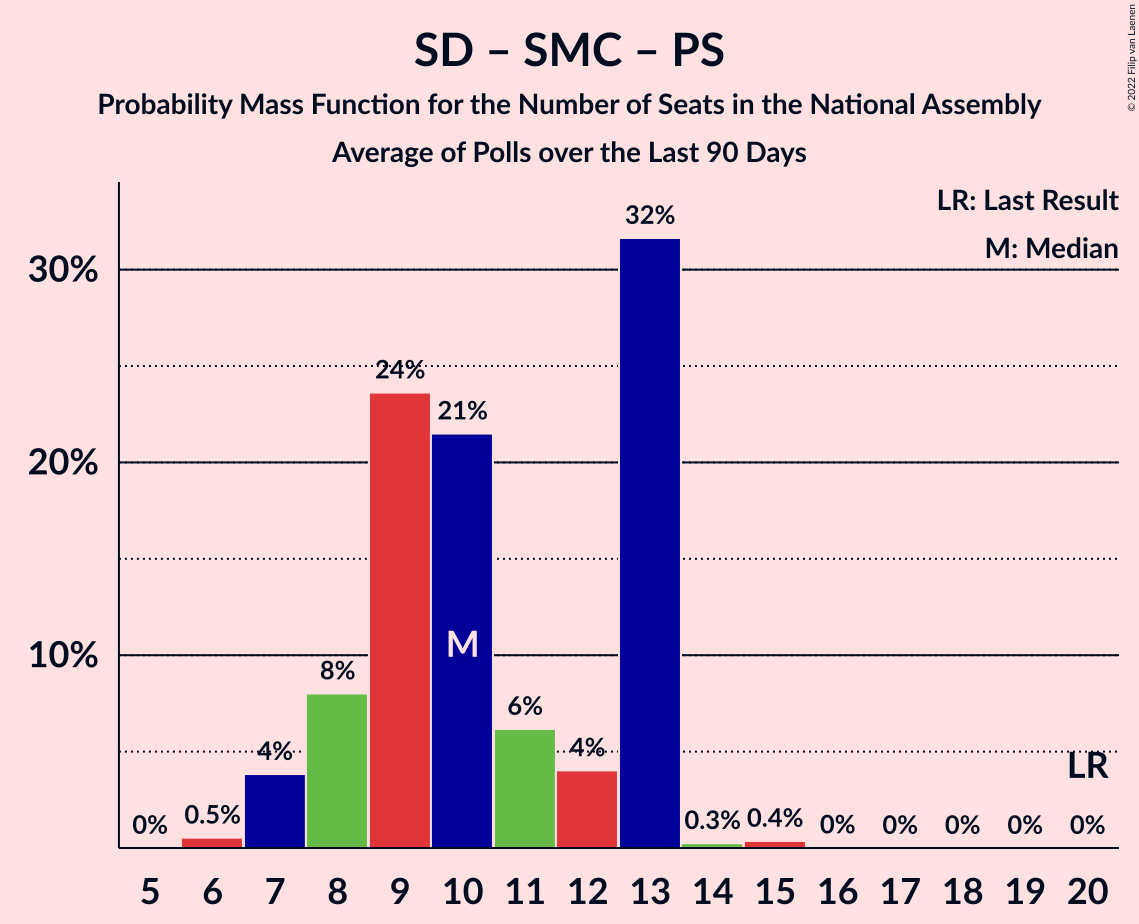 SD – SMC – PS
Probability Mass Function for the Number of Seats in the National Assembly
Average of Polls over the Last 90 Days
© 2022 Filip van Laenen
LR: Last Result
M: Median
30%
20%
10%
0%
0.5%
4%
8%
24%
21%
6%
4%
32%
0.3%
0.4%
0%
0%
0%
0%
0%
M
LR
5 6 7 8 9 10 11 12 13 14 15 16 17 18 19 20